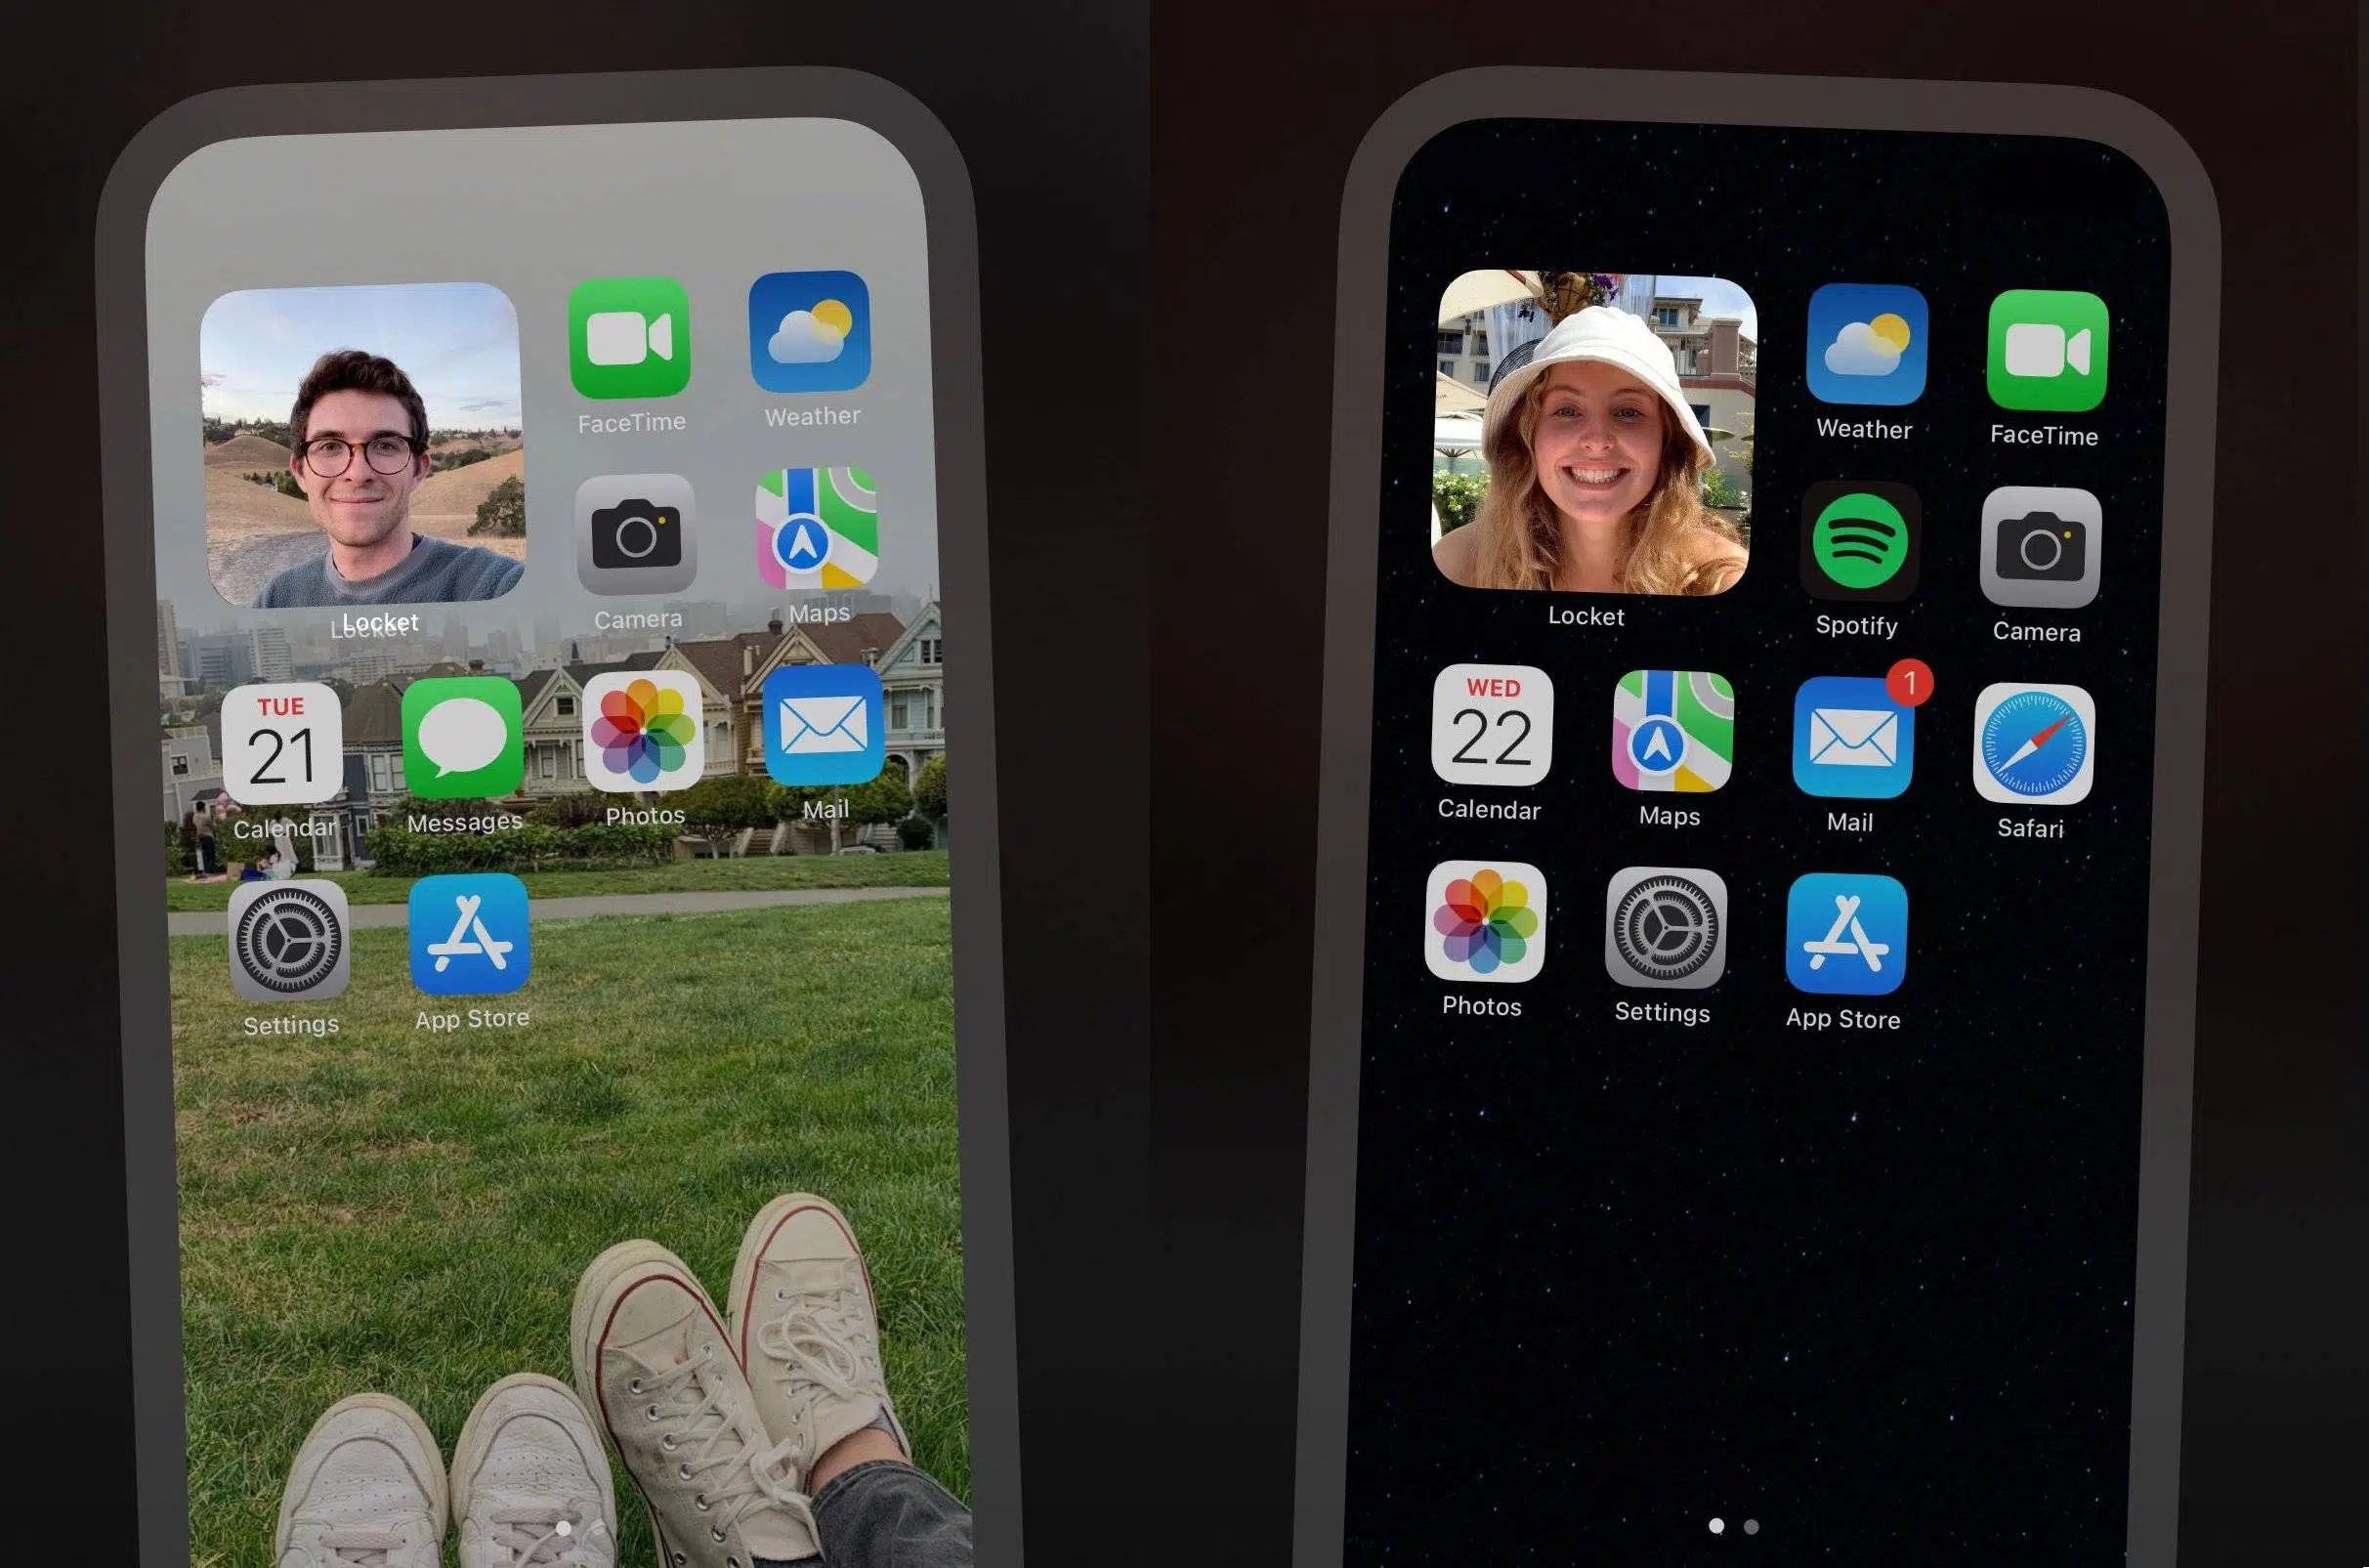 FaceTime
Weather
Locket
Locket
Camera
Maps
TUE
21
Calendar
Messages
Photos
Mail
Settings
App Store
Weather
FaceTime
Locket
Spotify
Camera
WED
22
1
Calendar
Maps
Mail
Safari
Photos
Settings
App Store